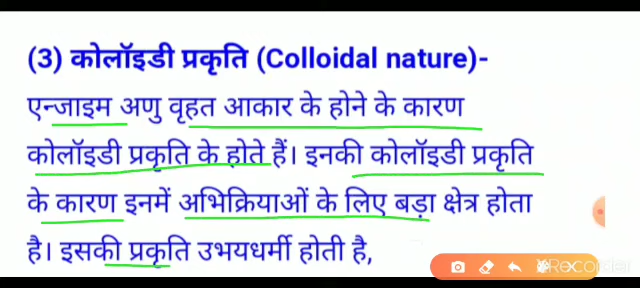 (3) कोलॉइडी प्रकृति (Colloidal nature)-
एन्जाइम अणु वृहत आकार के होने के कारण
कोलॉइडी प्रकृति के होते हैं। इनकी कोलॉइडी प्रकृति
के कारण इनमें अभिक्रियाओं के लिए बड़ा क्षेत्र होता
है। इसकी प्रकृति उभयधर्मी होती है,